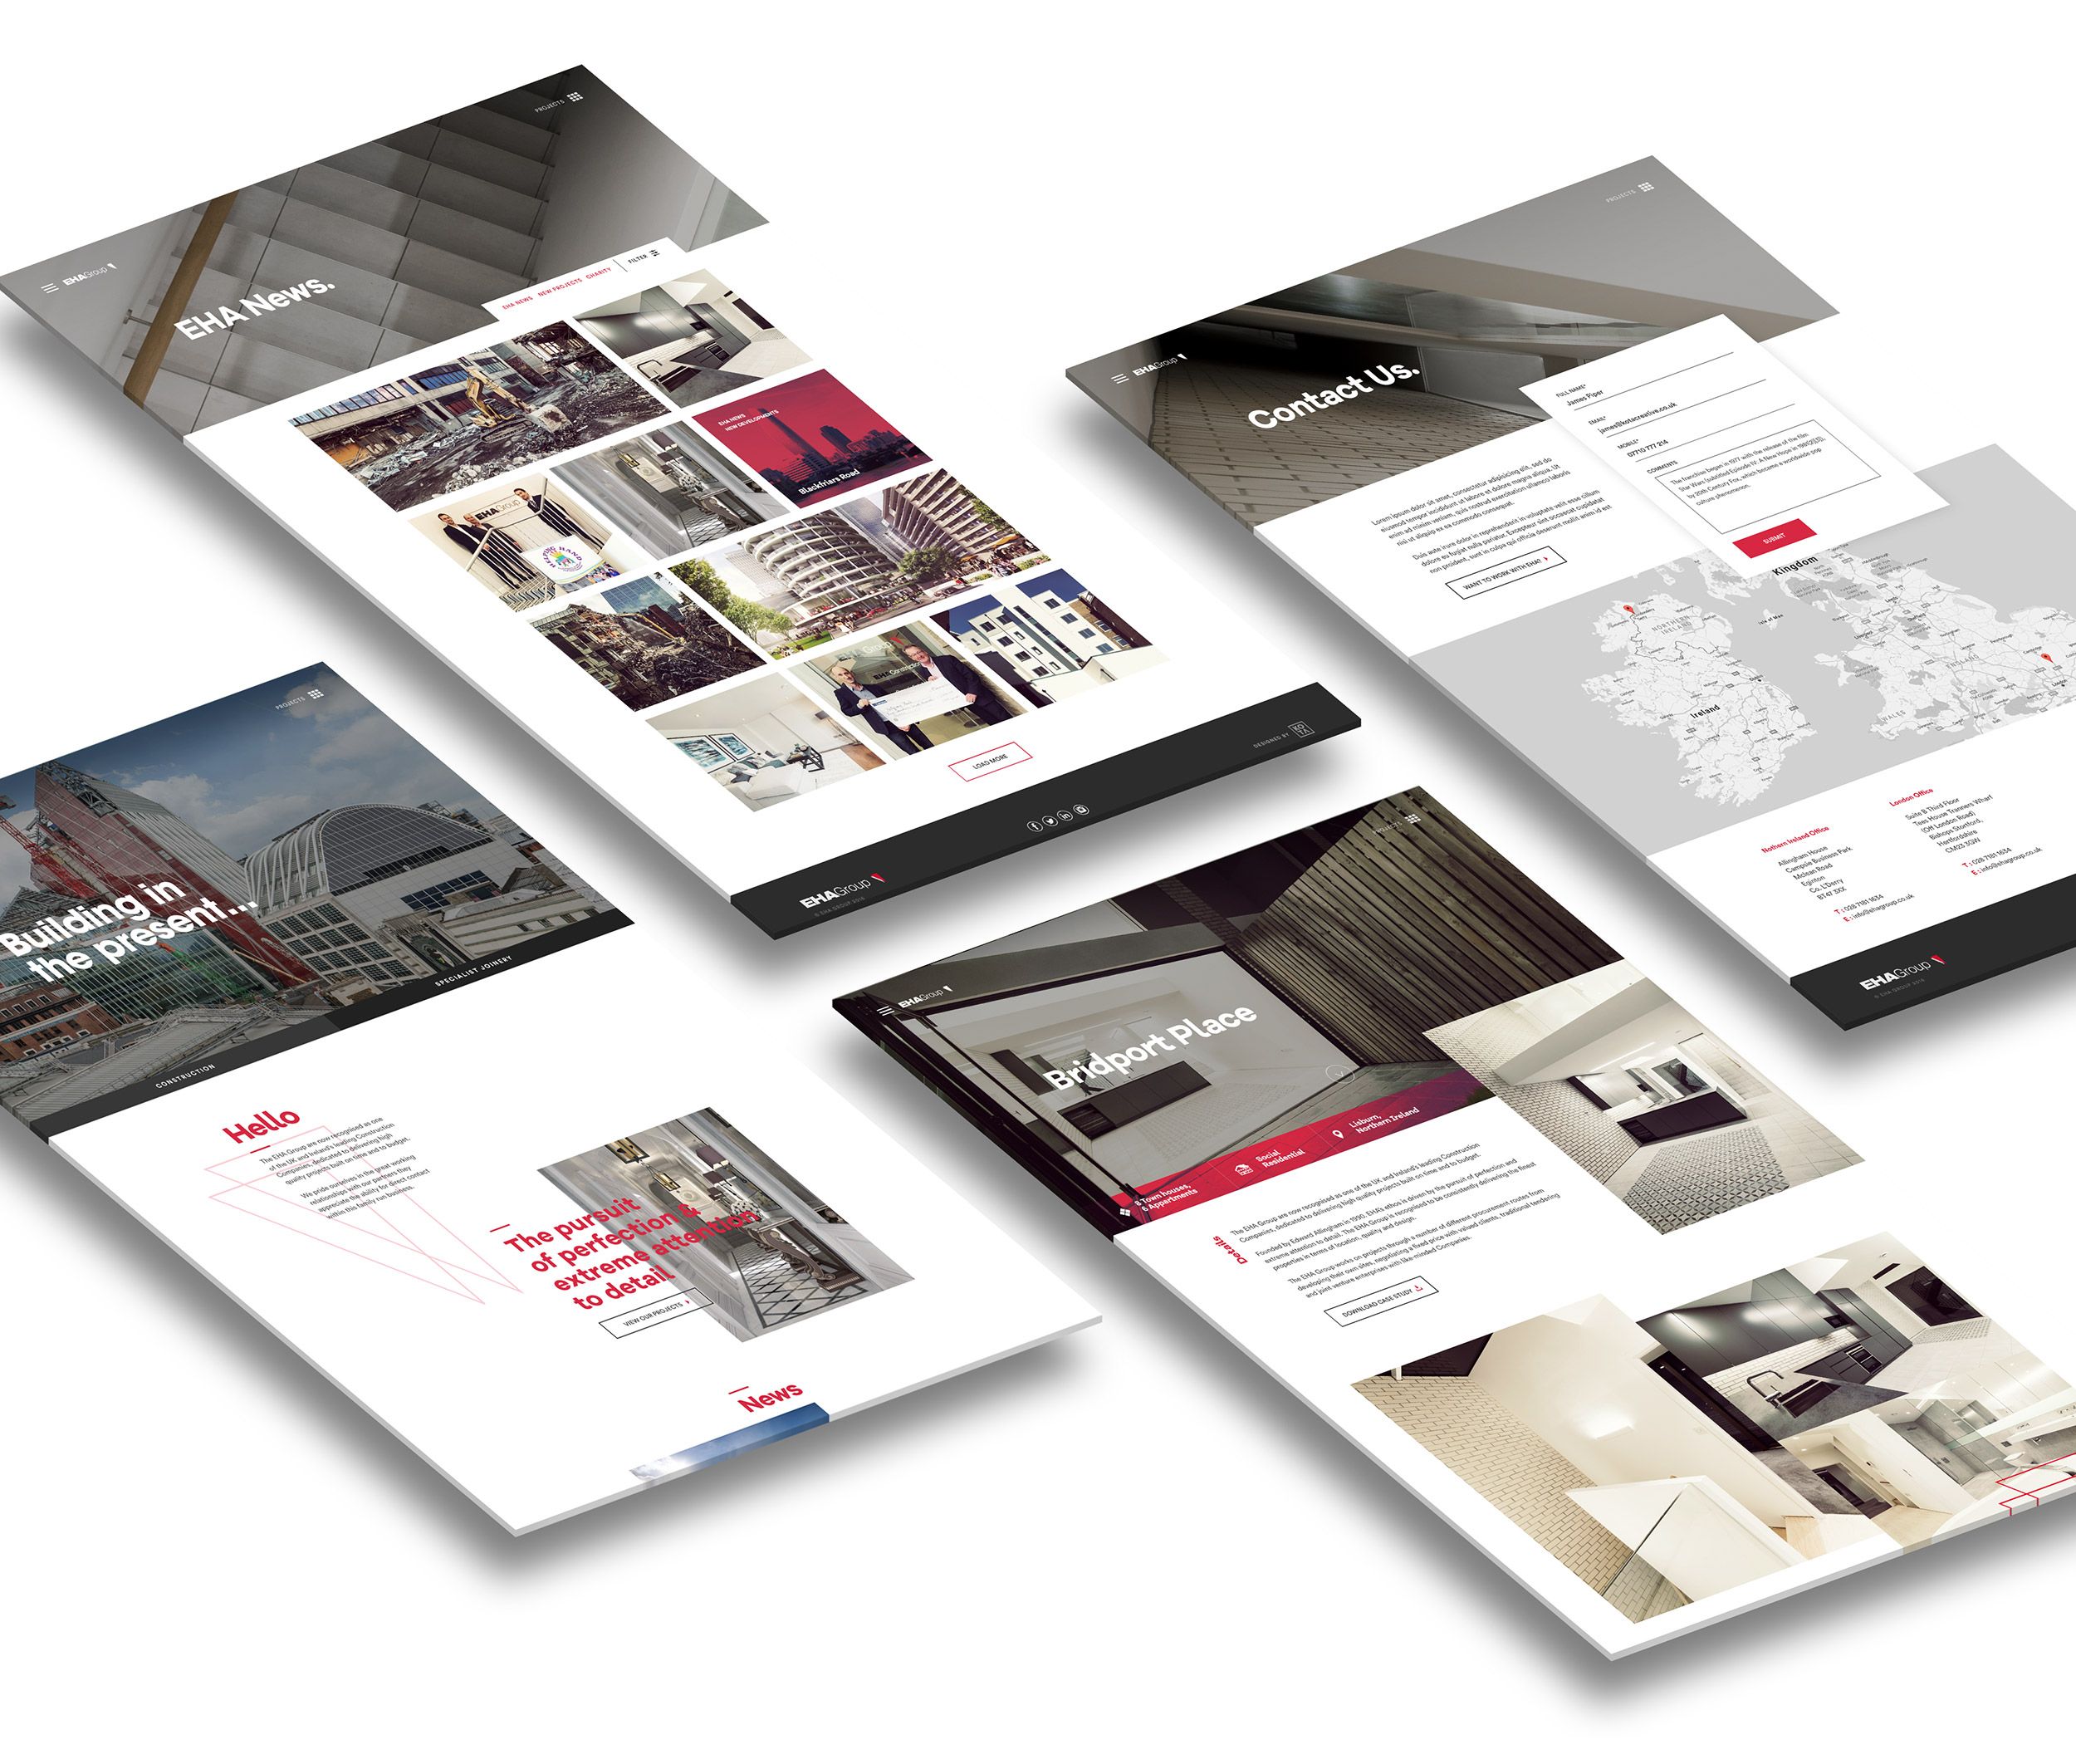 PROJECTS
EHAGroup
EHA News.
EHA NEWS NEW PROJECTS CHARITY FILTER
EHA NEWS
NEW DEVELOPMENTS
Blackfriars Road
EHAGroup
HELPING HAND
EHA Construction
LOAD MORE
DESIGNED BY KOTA
EHAGroup
© EHA GROUP 2016
PROJECTS
EHAGroup
Contact Us.
FULL NAME*
James Piper
EMAIL*
james@kotacreative.co.uk
MOBILE*
07710 777 214
COMMENTS
The franchise began in 1977 with the release of the film
Star Wars (subtitled Episode IV: A New Hope in 1981),
by 20th Century Fox, which became a worldwide pop
culture phenomenon.
SUBMIT
Lorem ipsum dolor sit amet, consectetur adipisicing elit, sed do
eiusmod tempor incididunt ut labore et dolore magna aliqua. Ut
enim ad minim veniam, quis nostrud exercitation ullamco laboris
nisi ut aliquip ex ea commodo consequat.
Duis aute irure dolor in reprehenderit in voluptate velit esse cillum
dolore eu fugiat nulla pariatur. Excepteur sint occaecat cupidatat
non proident, sunt in culpa qui officia deserunt mollit anim id est
WANT TO WORK WITH EHA?
Kingdom
Isle of Man
NORTHERN
IRELAND
Ireland
ENGLAND
WALES
London
Nothern Ireland Office
Allingham House
Campsie Business Park
Mclean Road
Eginton
Co. L'Derry
BT47 3XX
T: 028 7181 1634
E: info@ehagroup.co.uk
London Office
Suite 8 Third Floor
Tees House Tranners Wharf
(Off London Road)
Bishops Stortford,
Hertfordshire
CM23 3GW
T: 028 7181 1634
E: info@ehagroup.co.uk
EHAGroup
© EHA GROUP 2016
PROJECTS
Building in
the present...
CONSTRUCTION
SPECIALIST JOINERY
Hello
The EHA Group are now recognised as one
of the UK and Ireland's leading Construction
Companies, dedicated to delivering high
quality projects built on time and to budget.
We pride ourselves in the great working
relationships with our partners they
appreciate the ability for direct contact
within this family run business.
The pursuit
of perfection &
extreme attention
to detail
VIEW OUR PROJECTS
News
PROJECTS
EHAGroup
Bridport Place
8 Town houses,
6 Appartments
Social
Residential
Lisburn,
Northern Ireland
Details
The EHA Group are now recognised as one of the UK and Ireland's leading Construction
Companies, dedicated to delivering high quality projects built on time and to budget.
Founded by Edward Allingham in 1990, EHA's ethos is driven by the pursuit of perfection and
extreme attention to detail. The EHA Group is recognised to be consistently delivering the finest
properties in terms of location, quality and design.
The EHA Group works on projects through a number of different procurement routes from
developing their own sites, negotiating a fixed price with valued clients, traditional tendering
and joint venture enterprises with like-minded Companies.
DOWNLOAD CASE STUDY